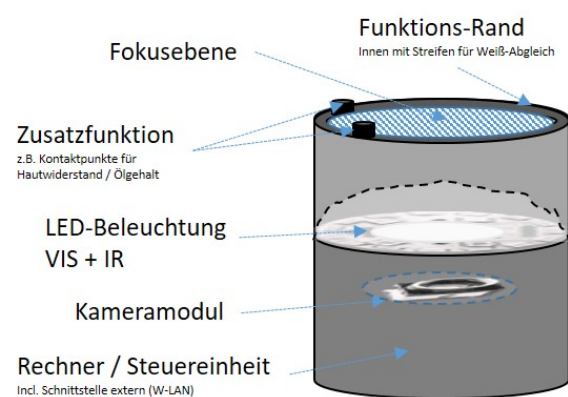 Funktions-Rand
Innen mit Streifen für Weiß-Abgleich
Fokusebene
Zusatzfunktion
z.B. Kontaktpunkte für
Hautwiderstand / Ölgehalt
LED-Beleuchtung
VIS + IR
Kameramodul
Rechner / Steuereinheit
Incl. Schnittstelle extern (W-LAN)